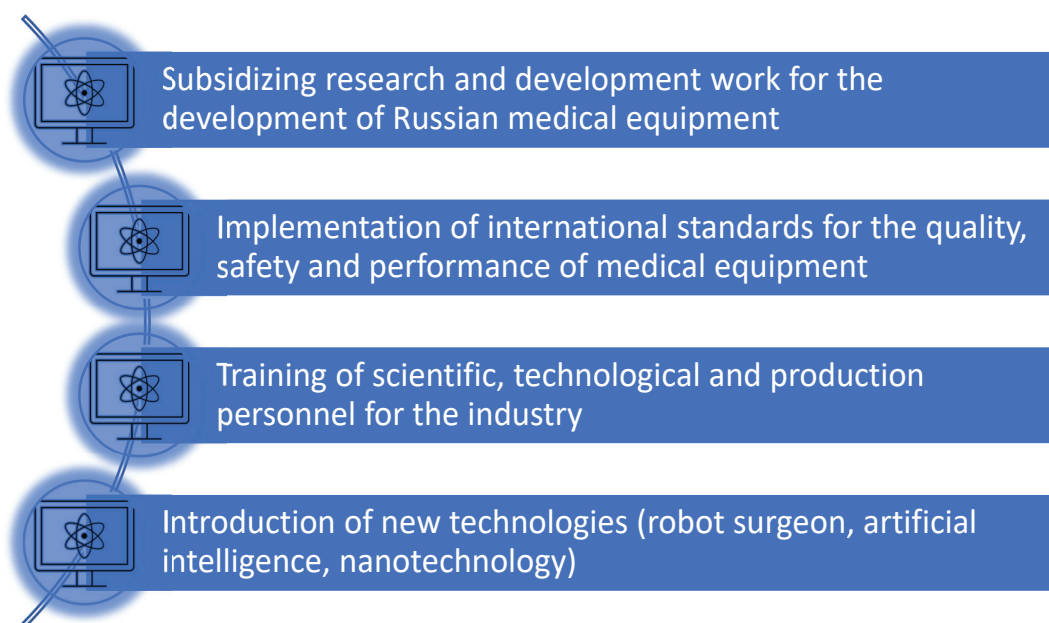 Subsidizing research and development work for the
development of Russian medical equipment
Implementation of international standards for the quality,
safety and performance of medical equipment
Training of scientific, technological and production
personnel for the industry
Introduction of new technologies (robot surgeon, artificial
intelligence, nanotechnology)